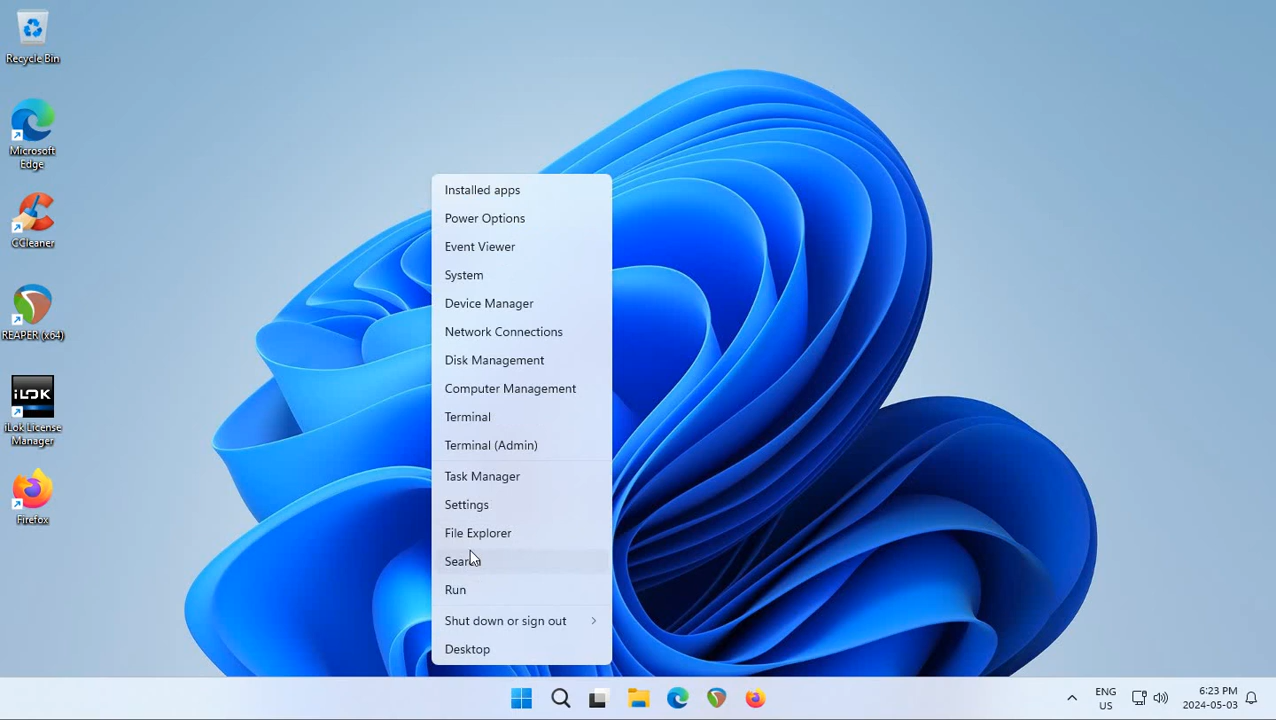 Recycle Bin
Microsoft
Edge
CCleaner
REAPER (x64)
iLOK
iLok License
Manager
Firefox
Installed apps
Power Options
Event Viewer
System
Device Manager
Network Connections
Disk Management
Computer Management
Terminal
Terminal (Admin)
Task Manager
Settings
File Explorer
Search
Run
Shut down or sign out
Desktop
ENG
US
6:23 PM
2024-05-03